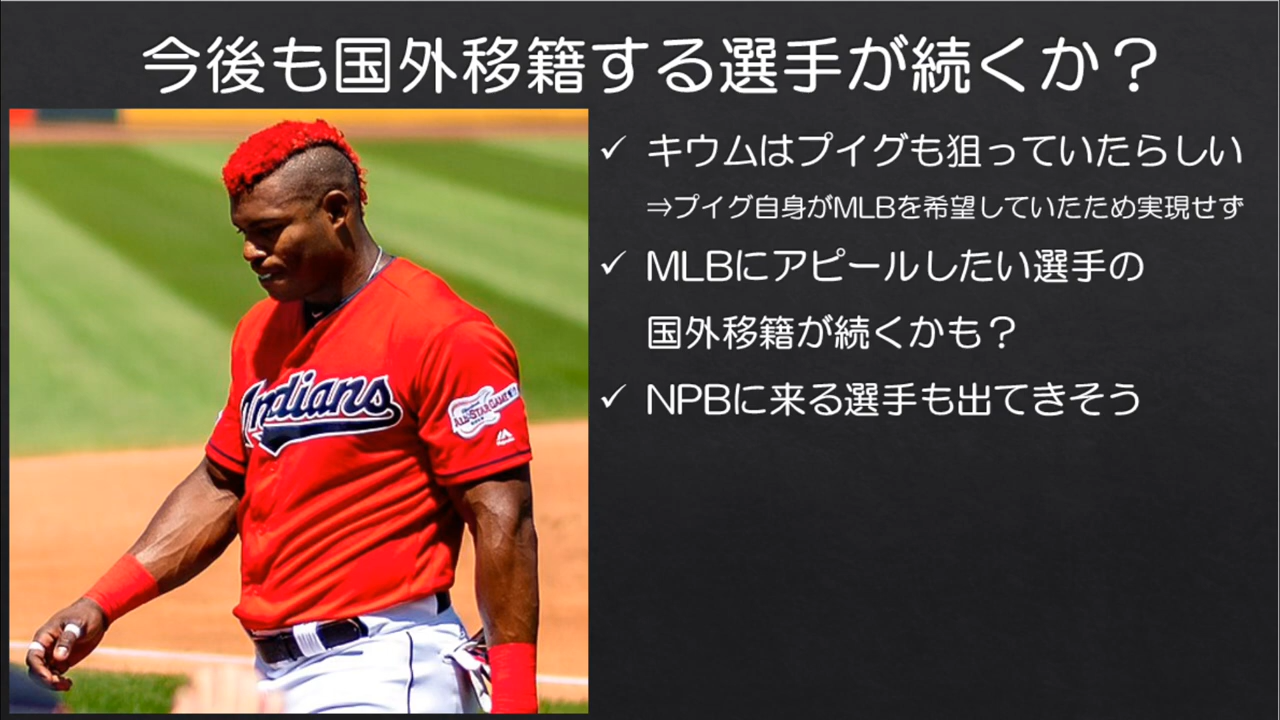 今後も国外移籍する選手が続くか？
✓ キウムはプイグも狙っていたらしい
⇒プイグ自身がMLBを希望していたため実現せず
✓ MLBにアピールしたい選手の
国外移籍が続くかも？
✓ NPBに来る選手も出てきそう
Indians
ALL-STAR GAME